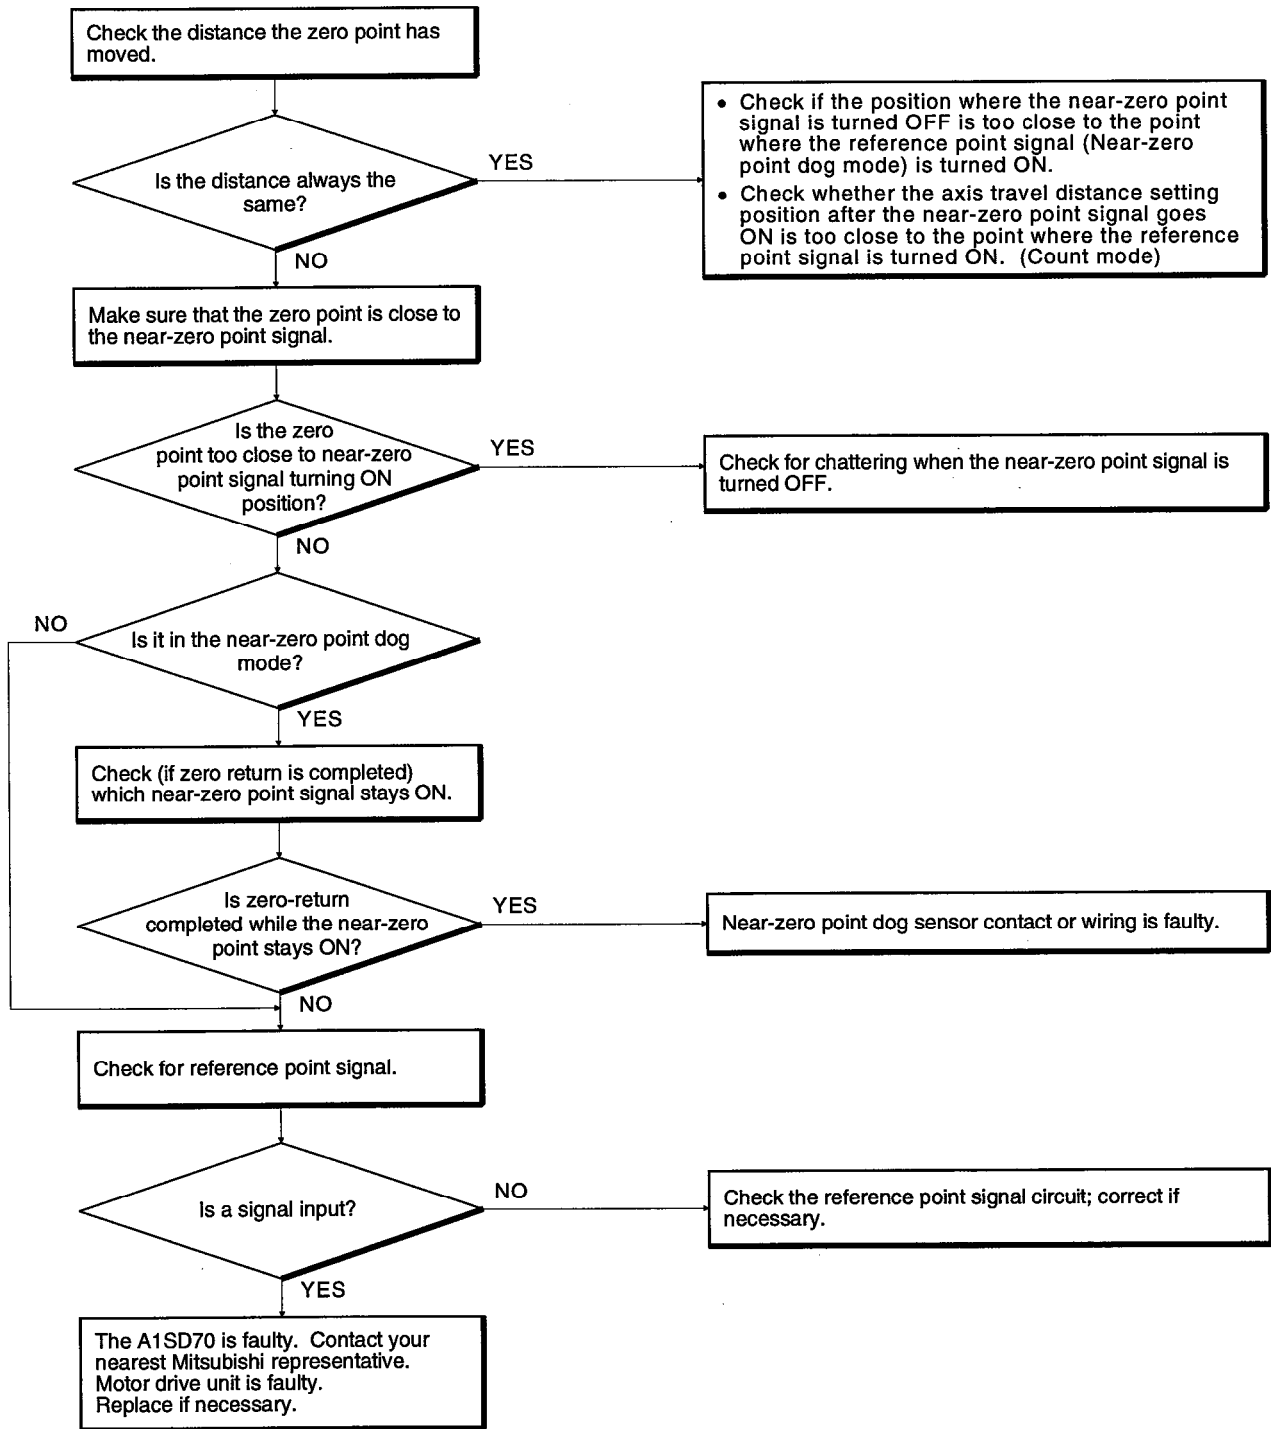 Check the distance the zero point has
moved.
Is the distance always the
same?
YES
• Check if the position where the near-zero point
signal is turned OFF is too close to the point
where the reference point signal (Near-zero
point dog mode) is turned ON.
• Check whether the axis travel distance setting
position after the near-zero point signal goes
ON is too close to the point where the reference
point signal is turned ON. (Count mode)
NO
Make sure that the zero point is close to
the near-zero point signal.
Is the zero
point too close to near-zero
point signal turning ON
position?
YES
Check for chattering when the near-zero point signal is
turned OFF.
NO
Is it in the near-zero point dog
mode?
NO
YES
Check (if zero return is completed)
which near-zero point signal stays ON.
Is zero-return
completed while the near-zero
point stays ON?
YES
Near-zero point dog sensor contact or wiring is faulty.
NO
Check for reference point signal.
Is a signal input?
NO
Check the reference point signal circuit; correct if
necessary.
YES
The A1SD70 is faulty. Contact your
nearest Mitsubishi representative.
Motor drive unit is faulty.
Replace if necessary.